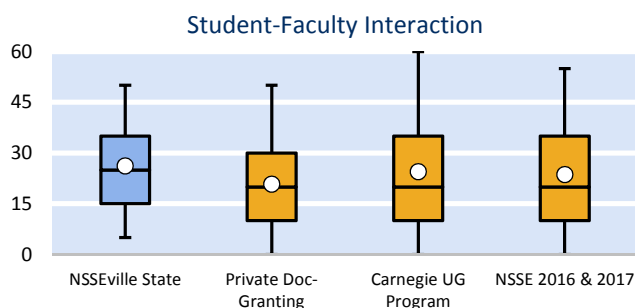 Student-Faculty Interaction
60
45
30
15
0
NSSEville State
Private Doc-
Granting
Carnegie UG
Program
NSSE 2016 & 2017